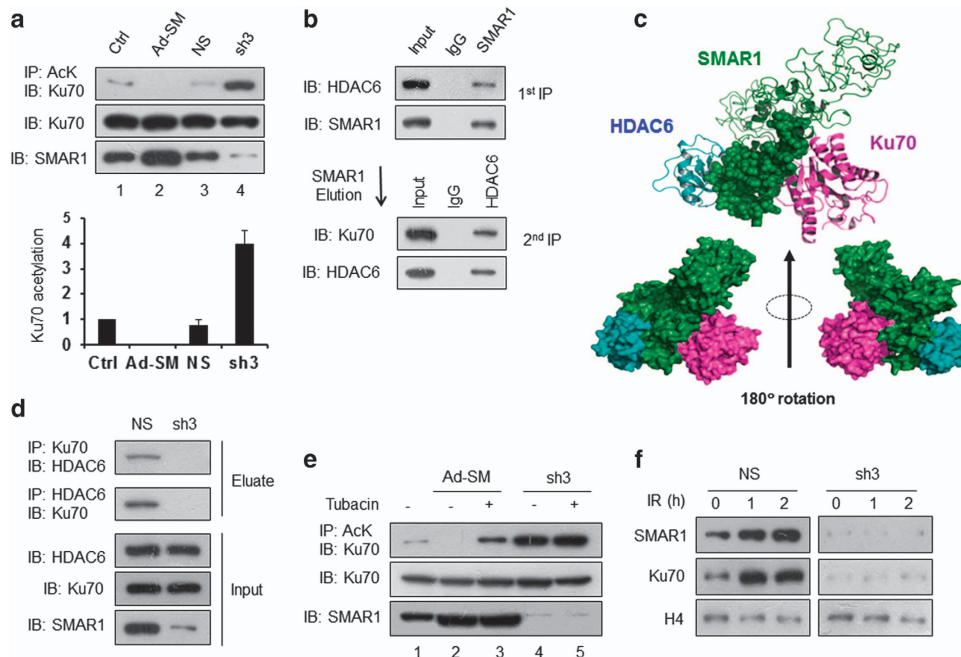 a
Ctrl Ad-SM NS sh3
IP: AcK
IB: Ku70
IB: Ku70
IB: SMAR1
1 2 3 4
Ku70 acetylation
5
4
3
2
1
0
Ctrl Ad-SM NS sh3
b
Input IgG SMAR1
IB: HDAC6
1st IP
IB: SMAR1
SMAR1
Elution
Input IgG HDAC6
IB: Ku70
2nd IP
IB: HDAC6
c
SMAR1
HDAC6
Ku70
180° rotation
d
NS sh3
IP: Ku70
IB: HDAC6
Eluate
IP: HDAC6
IB: Ku70
IB: HDAC6
IB: Ku70
Input
IB: SMAR1
e
Ad-SM sh3
Tubacin - - + - +
IP: AcK
IB: Ku70
IB: Ku70
IB: SMAR1
1 2 3 4 5
f
NS sh3
IR (h) 0 1 2 0 1 2
SMAR1
Ku70
H4